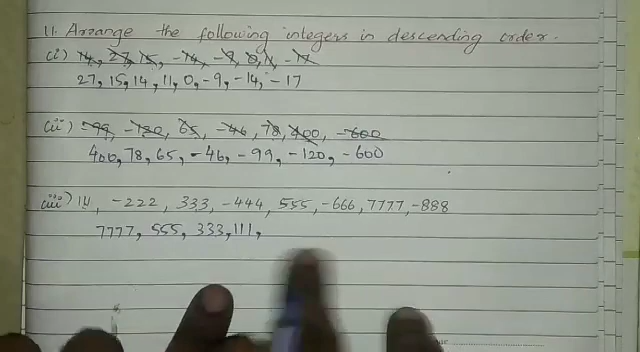 11. Arrange the following integers in descending order.
(i) 14, 27, 15, -14, -9, 0, 11, -17
27, 15, 14, 11, 0, -9, -14, -17
(ii) -99, -120, 65, -46, 78, 400, -600
400, 78, 65, -46, -99, -120, -600
(iii) 111, -222, 333, -444, 555, -666, 7777, -888
7777, 555, 333, 111,